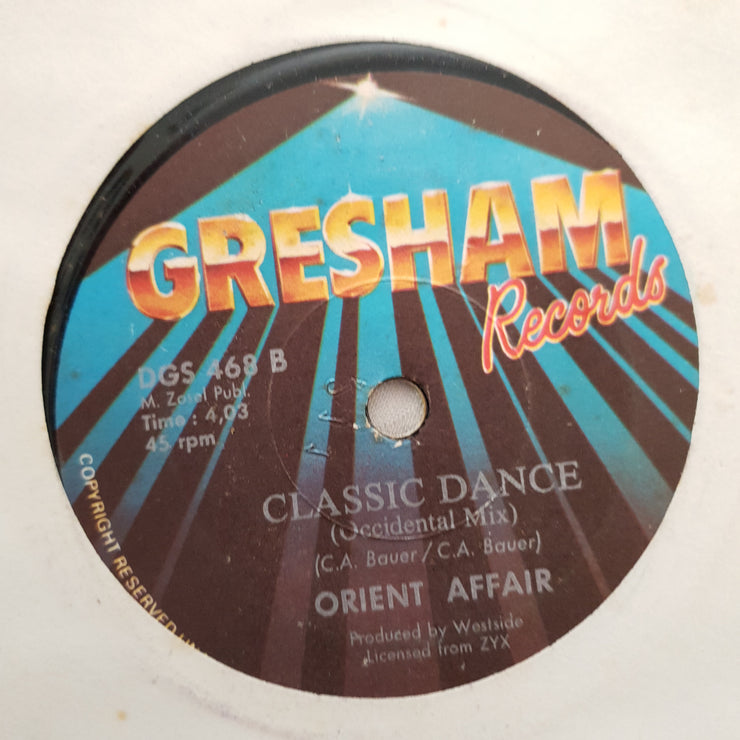 GRESHAM
Records
DGS 468 B
M. Zosel Publ.
Time : 4,03
45 rpm
CLASSIC DANCE
(Occidental Mix)
(C.A. Bauer/C.A. Bauer)
ORIENT AFFAIR
Produced by Westside
Licensed from ZYX
COPYRIGHT RESERVED